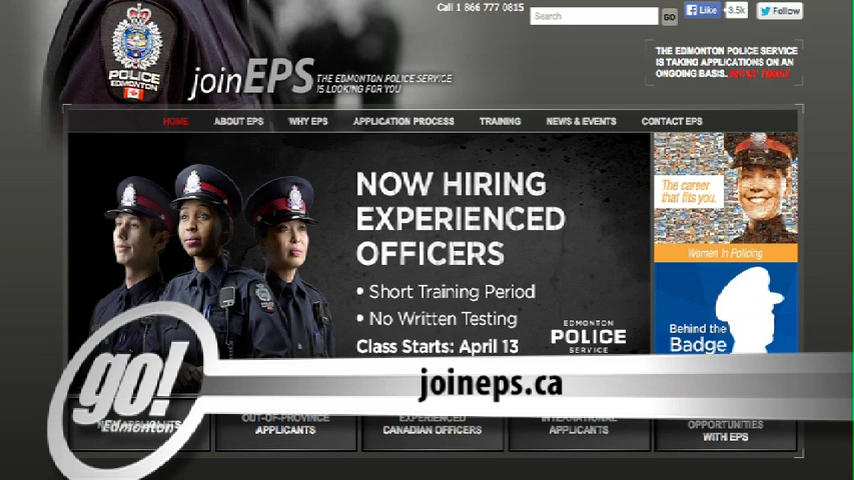 Call 1 866 777 0815
Search
GO
Like
3.5k
Follow
POLICE
EDMONTON
joinEPS
THE EDMONTON POLICE SERVICE
IS LOOKING FOR YOU
THE EDMONTON POLICE SERVICE
IS TAKING APPLICATIONS ON AN
ONGOING BASIS. APPLY TODAY!
HOME
ABOUT EPS
WHY EPS
APPLICATION PROCESS
TRAINING
NEWS & EVENTS
CONTACT EPS
NOW HIRING
EXPERIENCED
OFFICERS
• Short Training Period
• No Written Testing
Class Starts: April 13
EDMONTON
POLICE
SERVICE
The career
that fits you.
Women In Policing
Behind the
Badge
go!
Edmonton
joineps.ca
OUT-OF-PROVINCE
APPLICANTS
EXPERIENCED
CANADIAN OFFICERS
INTERNATIONAL
APPLICANTS
OPPORTUNITIES
WITH EPS